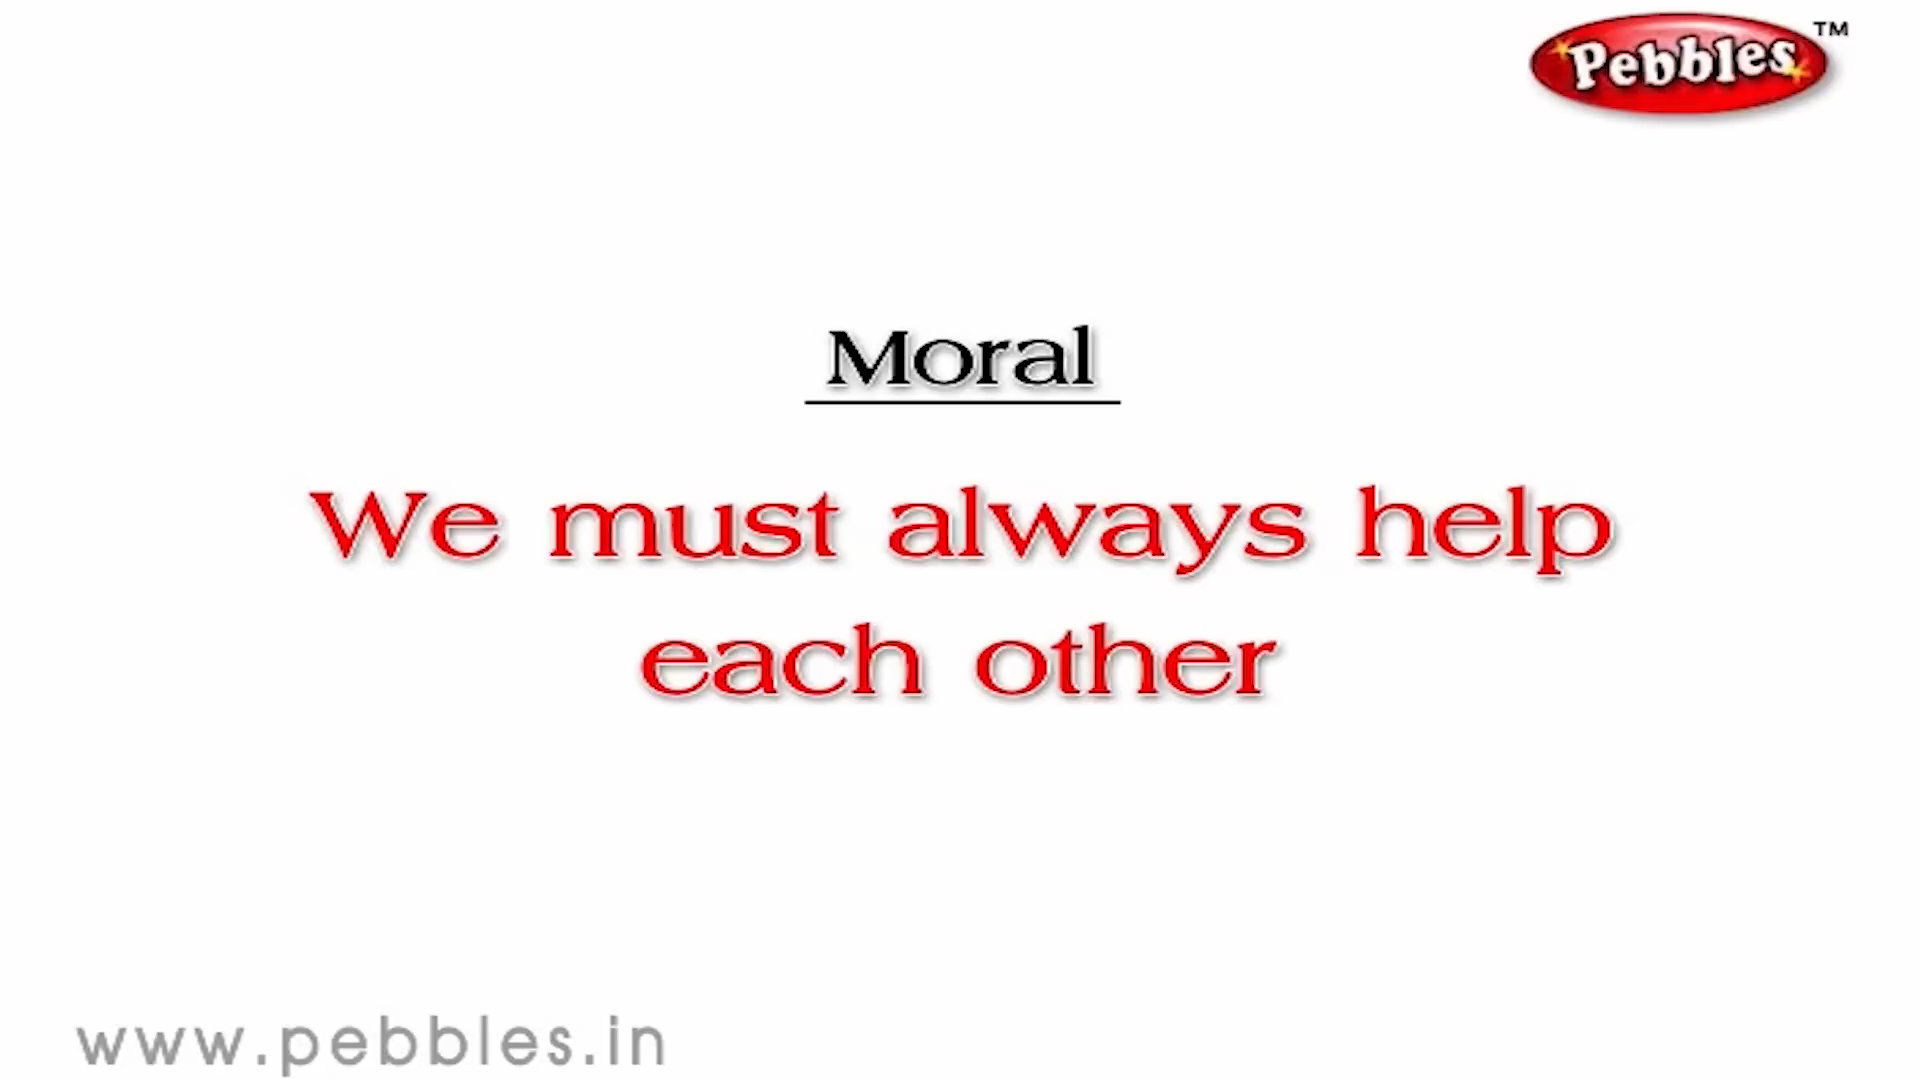 Pebbles™
Moral
We must always help
each other
www.pebbles.in